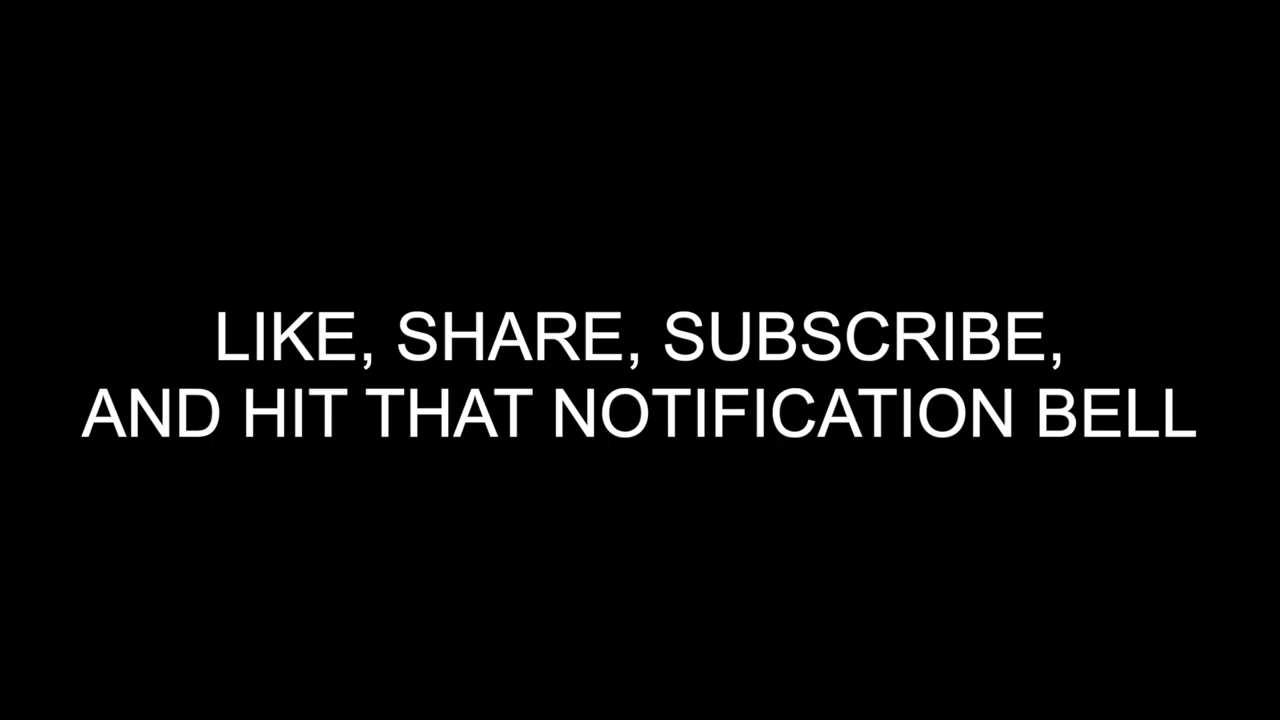 LIKE, SHARE, SUBSCRIBE,
AND HIT THAT NOTIFICATION BELL